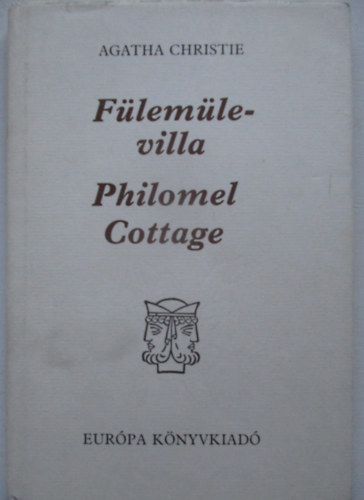 AGATHA CHRISTIE
Fülemüle-
villa
Philomel
Cottage
EURÓPA KÖNYVKIADÓ